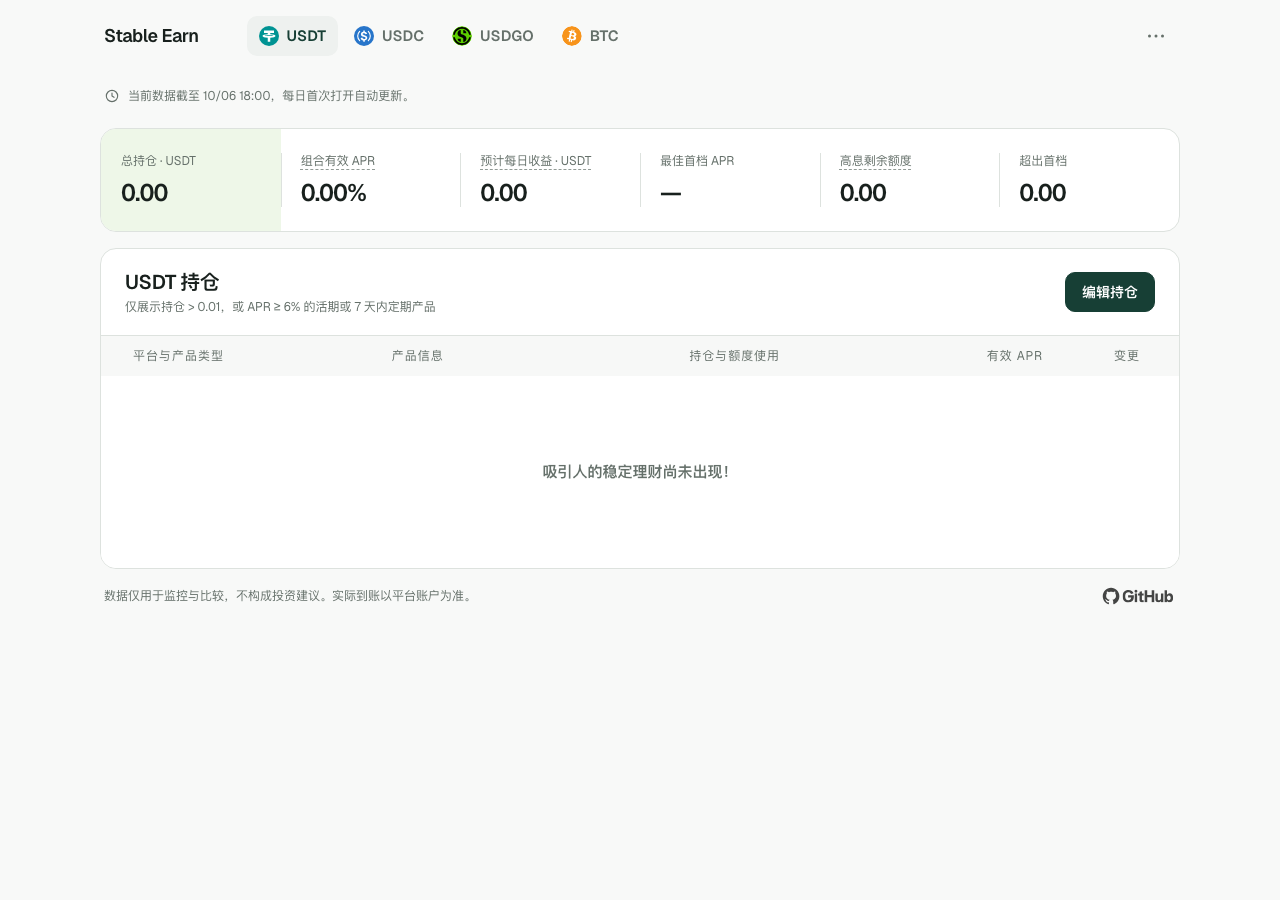 Stable Earn
USDT
USDC
USDGO
BTC
当前数据截至 10/06 18:00，每日首次打开自动更新。
总持仓 · USDT
0.00
组合有效 APR
0.00%
预计每日收益 · USDT
0.00
最佳首档 APR
—
高息剩余额度
0.00
超出首档
0.00
USDT 持仓
仅展示持仓 > 0.01，或 APR ≥ 6% 的活期或 7 天内定期产品
编辑持仓
平台与产品类型
产品信息
持仓与额度使用
有效 APR
变更
吸引人的稳定理财尚未出现！
数据仅用于监控与比较，不构成投资建议。实际到账以平台账户为准。
GitHub